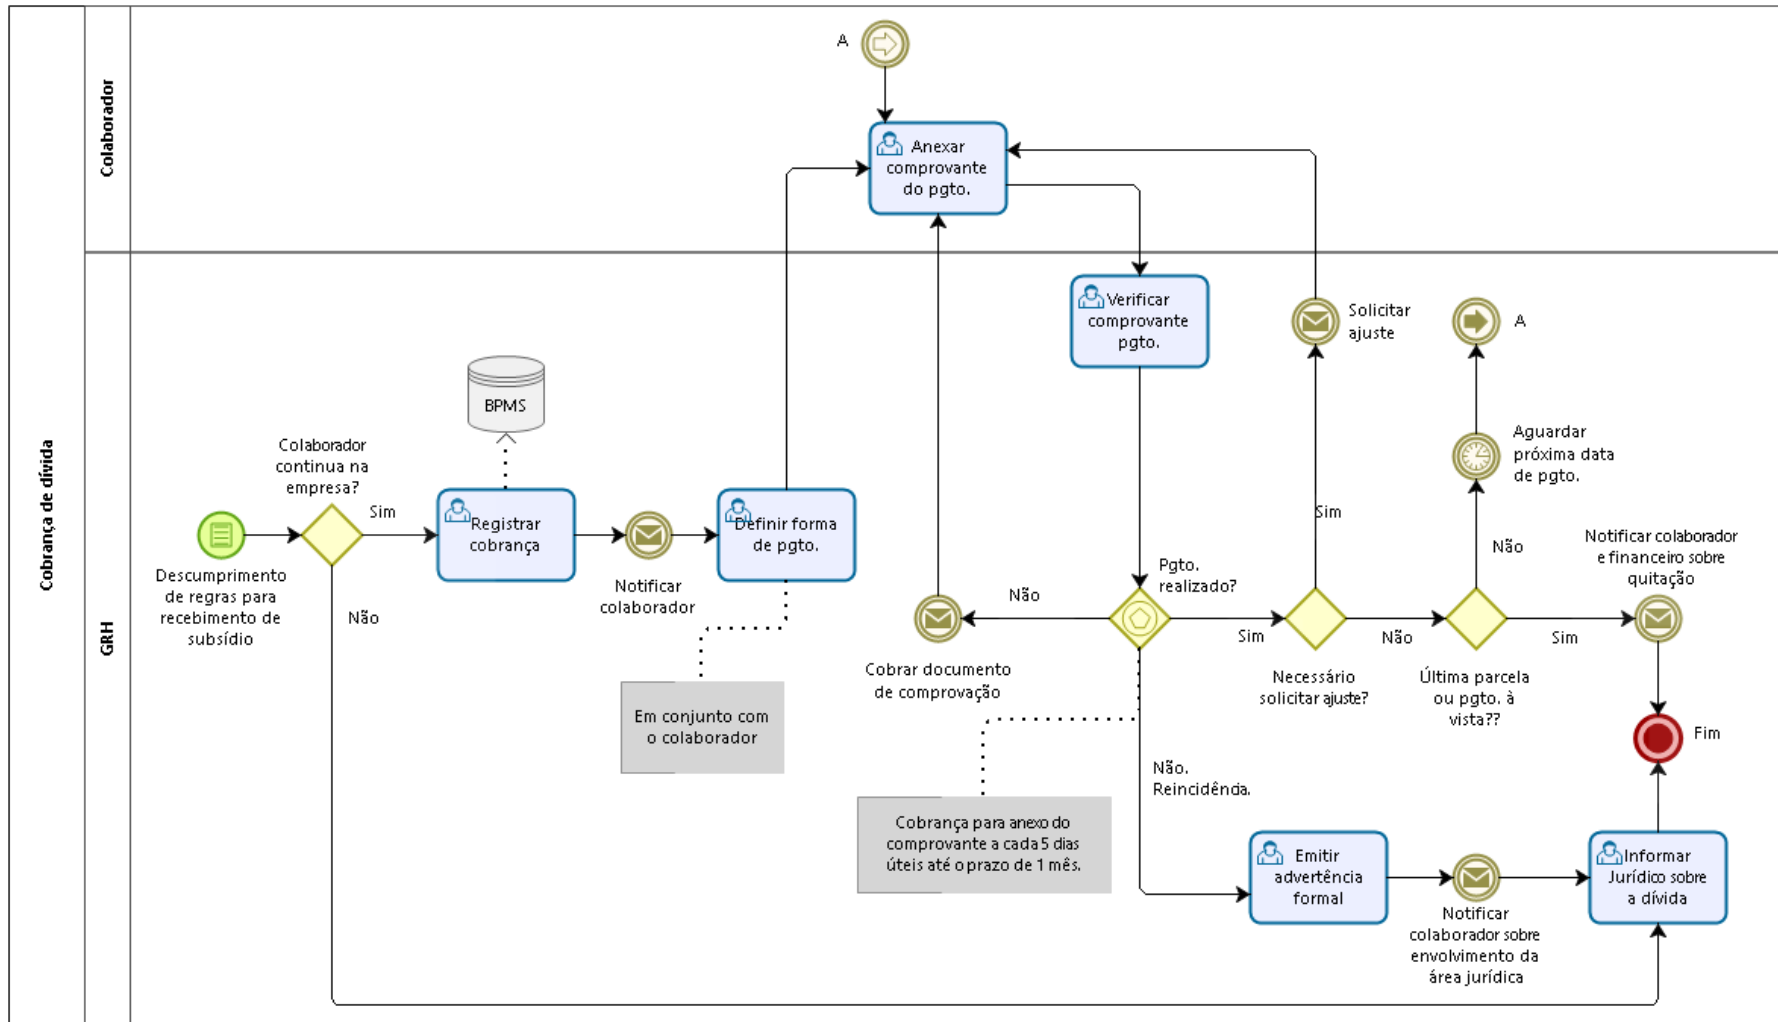 Cobrança de dívida
Colaborador
GRH
A
Anexar
comprovante
do pgto.
Verificar
comprovante
pgto.
Solicitar
ajuste
A
BPMS
Colaborador
continua na
empresa?
Sim
Não
Descumprimento
de regras para
recebimento de
subsídio
Registrar
cobrança
Notificar
colaborador
Definir forma
de pgto.
Em conjunto com
o colaborador
Aguardar
próxima data
de pgto.
Pgto.
realizado?
Não
Cobrar documento
de comprovação
Sim
Sim
Necessário
solicitar ajuste?
Não
Não
Última parcela
ou pgto. à
vista??
Sim
Notificar colaborador
e financeiro sobre
quitação
Fim
Não.
Reincidência.
Cobrança para anexo do
comprovante a cada 5 dias
úteis até o prazo de 1 mês.
Emitir
advertência
formal
Notificar
colaborador sobre
envolvimento da
área jurídica
Informar
Jurídico sobre
a dívida